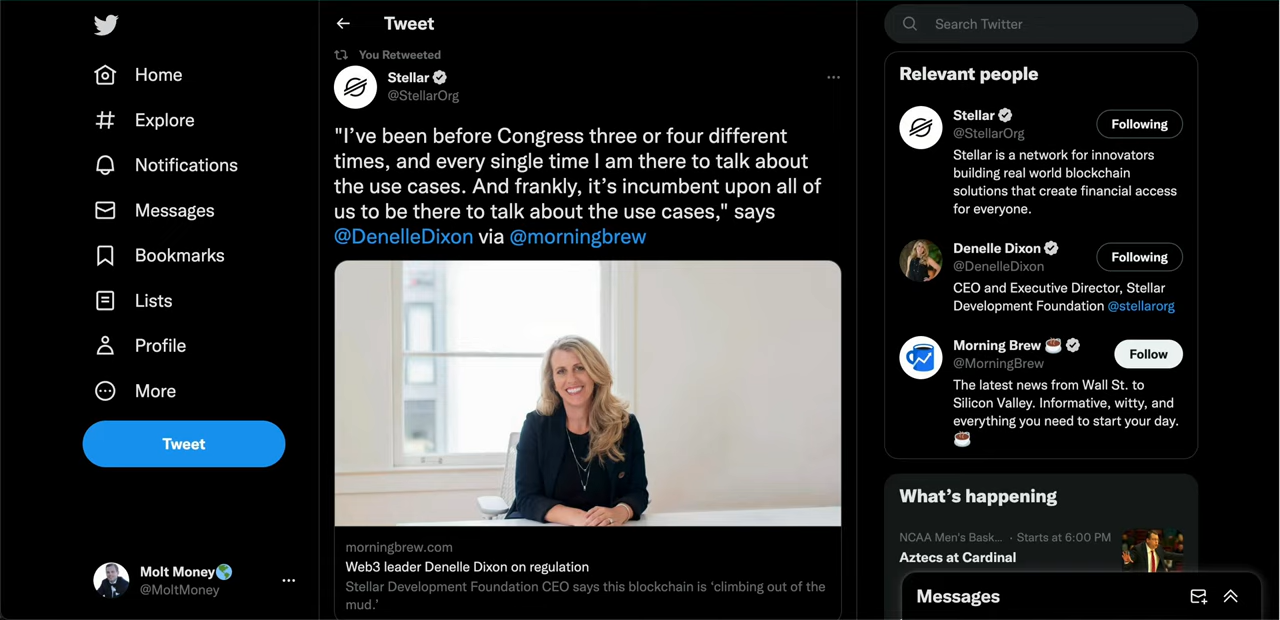 Home
Explore
Notifications
Messages
Bookmarks
Lists
Profile
More
Tweet
Molt Money🌎
@MoltMoney
Tweet
You Retweeted
Stellar
@StellarOrg
"I’ve been before Congress three or four different
times, and every single time I am there to talk about
the use cases. And frankly, it’s incumbent upon all of
us to be there to talk about the use cases," says
@DenelleDixon via @morningbrew
morningbrew.com
Web3 leader Denelle Dixon on regulation
Stellar Development Foundation CEO says this blockchain is ‘climbing out of the
mud.’
Search Twitter
Relevant people
Stellar
@StellarOrg
Following
Stellar is a network for innovators
building real world blockchain
solutions that create financial access
for everyone.
Denelle Dixon
@DenelleDixon
Following
CEO and Executive Director, Stellar
Development Foundation @stellarorg
Morning Brew ☕
@MorningBrew
Follow
The latest news from Wall St. to
Silicon Valley. Informative, witty, and
everything you need to start your day.
☕
What’s happening
NCAA Men's Bask... · Starts at 6:00 PM
Aztecs at Cardinal
Messages